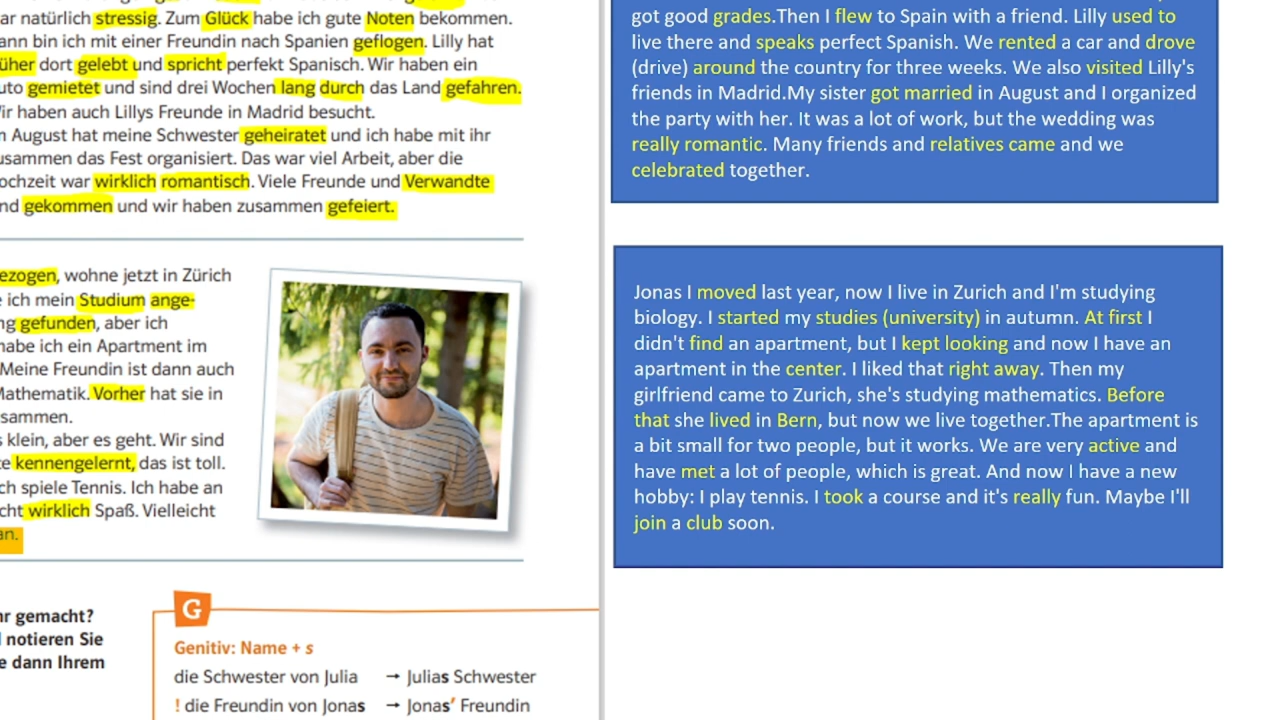 ar natürlich stressig. Zum Glück habe ich gute Noten bekommen.
ann bin ich mit einer Freundin nach Spanien geflogen. Lilly hat
üher dort gelebt und spricht perfekt Spanisch. Wir haben ein
uto gemietet und sind drei Wochen lang durch das Land gefahren.
Wir haben auch Lillys Freunde in Madrid besucht.
m August hat meine Schwester geheiratet und ich habe mit ihr
usammen das Fest organisiert. Das war viel Arbeit, aber die
ochzeit war wirklich romantisch. Viele Freunde und Verwandte
nd gekommen und wir haben zusammen gefeiert.
ezogen, wohne jetzt in Zürich
e ich mein Studium ange-
ng gefunden, aber ich
habe ich ein Apartment im
Meine Freundin ist dann auch
Mathematik. Vorher hat sie in
sammen.
s klein, aber es geht. Wir sind
te kennengelernt, das ist toll.
ch spiele Tennis. Ich habe an
cht wirklich Spaß. Vielleicht
an.
hr gemacht?
notieren Sie
e dann Ihrem
G
Genitiv: Name + s
die Schwester von Julia → Julias Schwester
! die Freundin von Jonas → Jonas’ Freundin
got good grades.Then I flew to Spain with a friend. Lilly used to
live there and speaks perfect Spanish. We rented a car and drove
(drive) around the country for three weeks. We also visited Lilly's
friends in Madrid.My sister got married in August and I organized
the party with her. It was a lot of work, but the wedding was
really romantic. Many friends and relatives came and we
celebrated together.
Jonas I moved last year, now I live in Zurich and I'm studying
biology. I started my studies (university) in autumn. At first I
didn't find an apartment, but I kept looking and now I have an
apartment in the center. I liked that right away. Then my
girlfriend came to Zurich, she's studying mathematics. Before
that she lived in Bern, but now we live together.The apartment is
a bit small for two people, but it works. We are very active and
have met a lot of people, which is great. And now I have a new
hobby: I play tennis. I took a course and it's really fun. Maybe I'll
join a club soon.